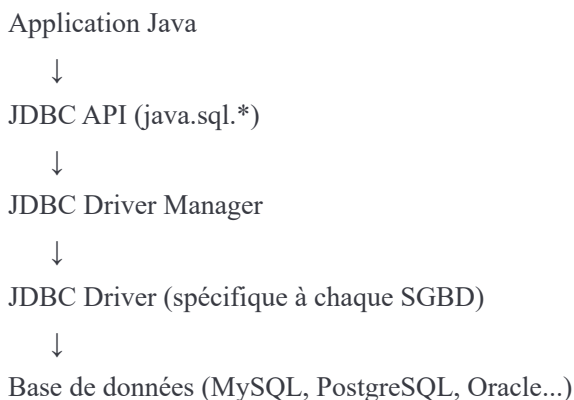 Application Java
↓
JDBC API (java.sql.*)
↓
JDBC Driver Manager
↓
JDBC Driver (spécifique à chaque SGBD)
↓
Base de données (MySQL, PostgreSQL, Oracle...)